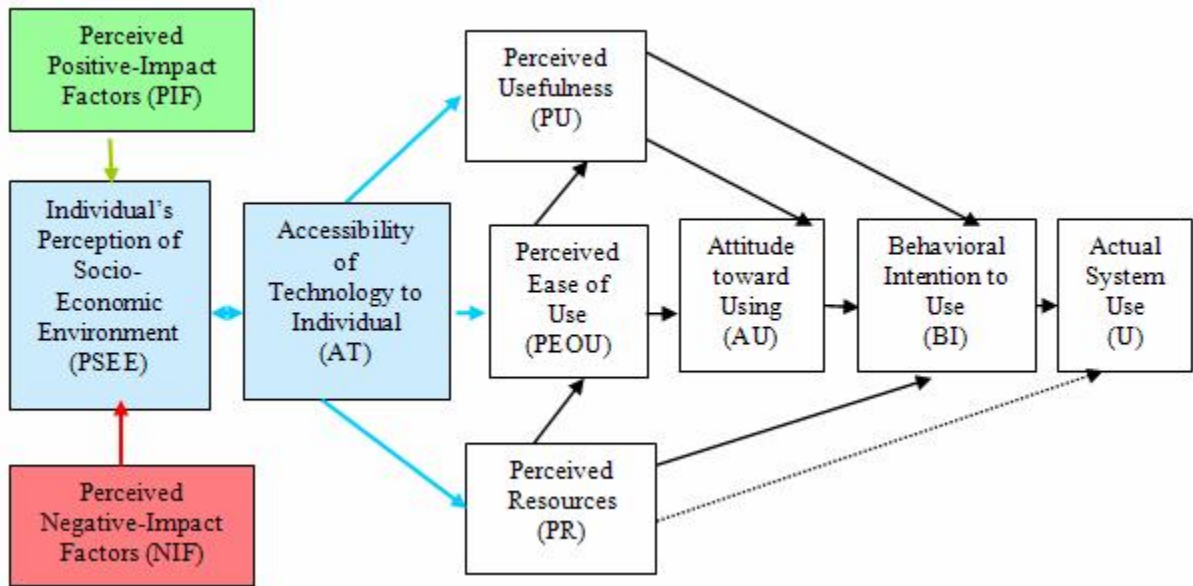 Perceived
Positive-Impact
Factors (PIF)
Individual's
Perception of
Socio-
Economic
Environment
(PSEE)
Perceived
Negative-Impact
Factors (NIF)
Accessibility
of
Technology to
Individual
(AT)
Perceived
Usefulness
(PU)
Perceived
Ease of
Use
(PEOU)
Perceived
Resources
(PR)
Attitude
toward
Using
(AU)
Behavioral
Intention to
Use
(BI)
Actual
System
Use
(U)